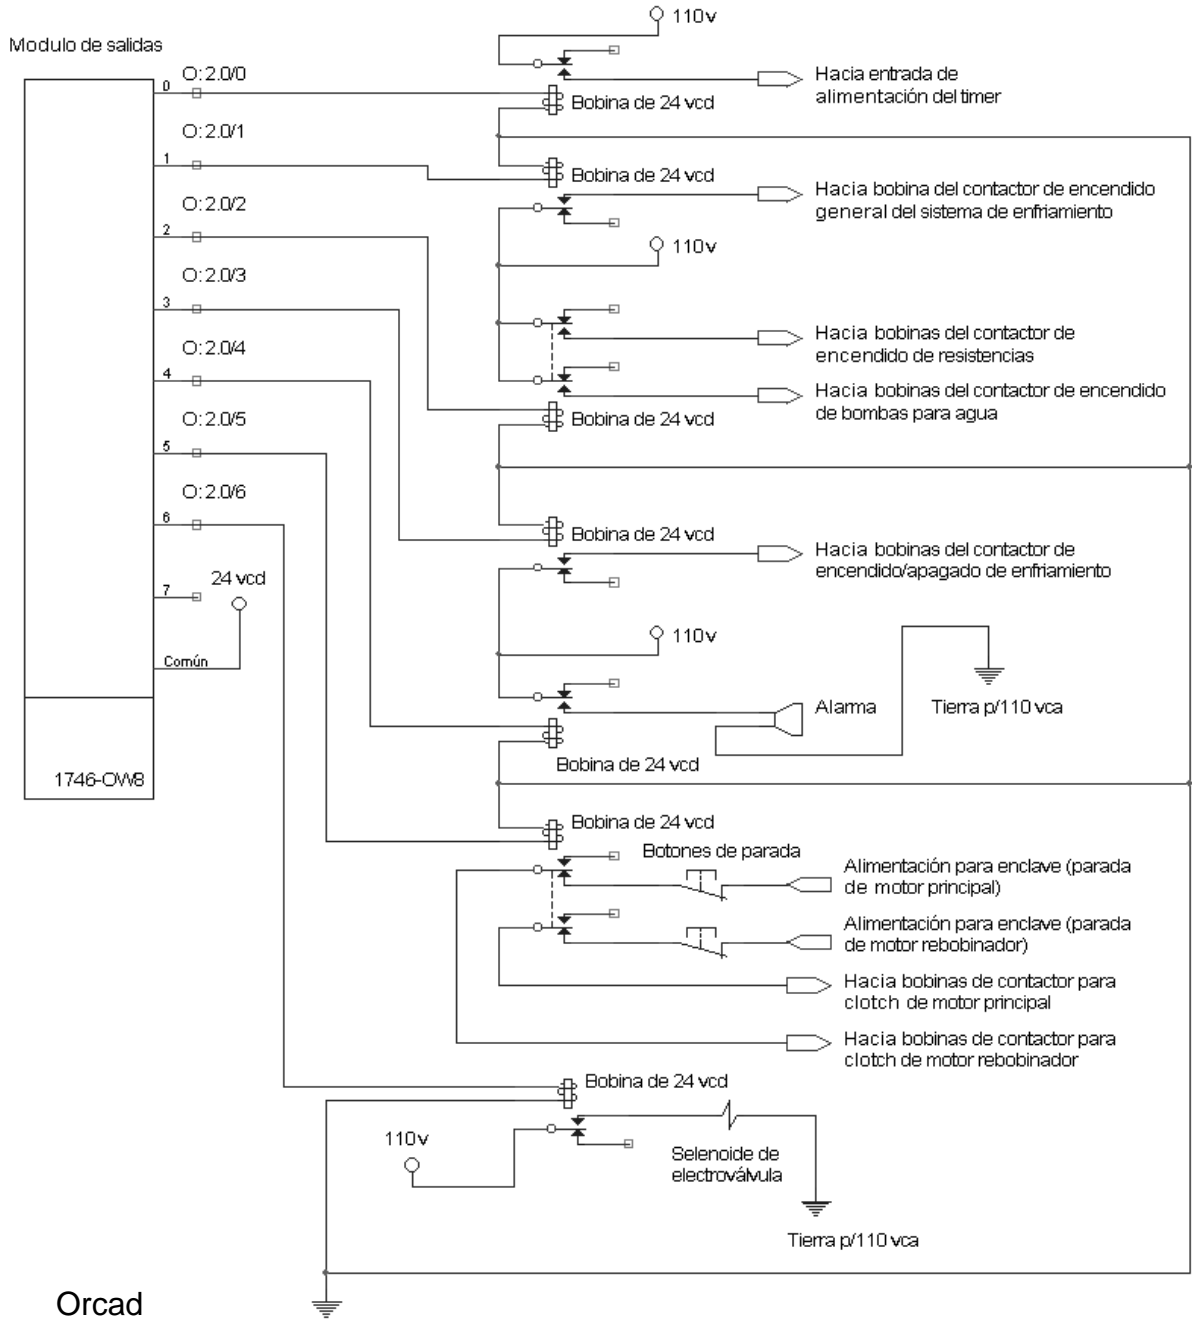 Modulo de salidas
O:2.0/0
0
O:2.0/1
1
O:2.0/2
2
O:2.0/3
3
O:2.0/4
4
O:2.0/5
5
O:2.0/6
6
7
24 vcd
Común
1746-OW8
110v
Hacia entrada de
alimentación del timer
Bobina de 24 vcd
Bobina de 24 vcd
Hacia bobina del contactor de encendido
general del sistema de enfriamiento
110v
Hacia bobinas del contactor de
encendido de resistencias
Hacia bobinas del contactor de encendido
de bombas para agua
Bobina de 24 vcd
Bobina de 24 vcd
Hacia bobinas del contactor de
encendido/apagado de enfriamiento
110v
Alarma
Tierra p/110 vca
Bobina de 24 vcd
Bobina de 24 vcd
Botones de parada
Alimentación para enclave (parada
de motor principal)
Alimentación para enclave (parada
de motor rebobinador)
Hacia bobinas de contactor para
clotch de motor principal
Hacia bobinas de contactor para
clotch de motor rebobinador
Bobina de 24 vcd
110v
Selenoide de
electroválvula
Tierra p/110 vca
Orcad